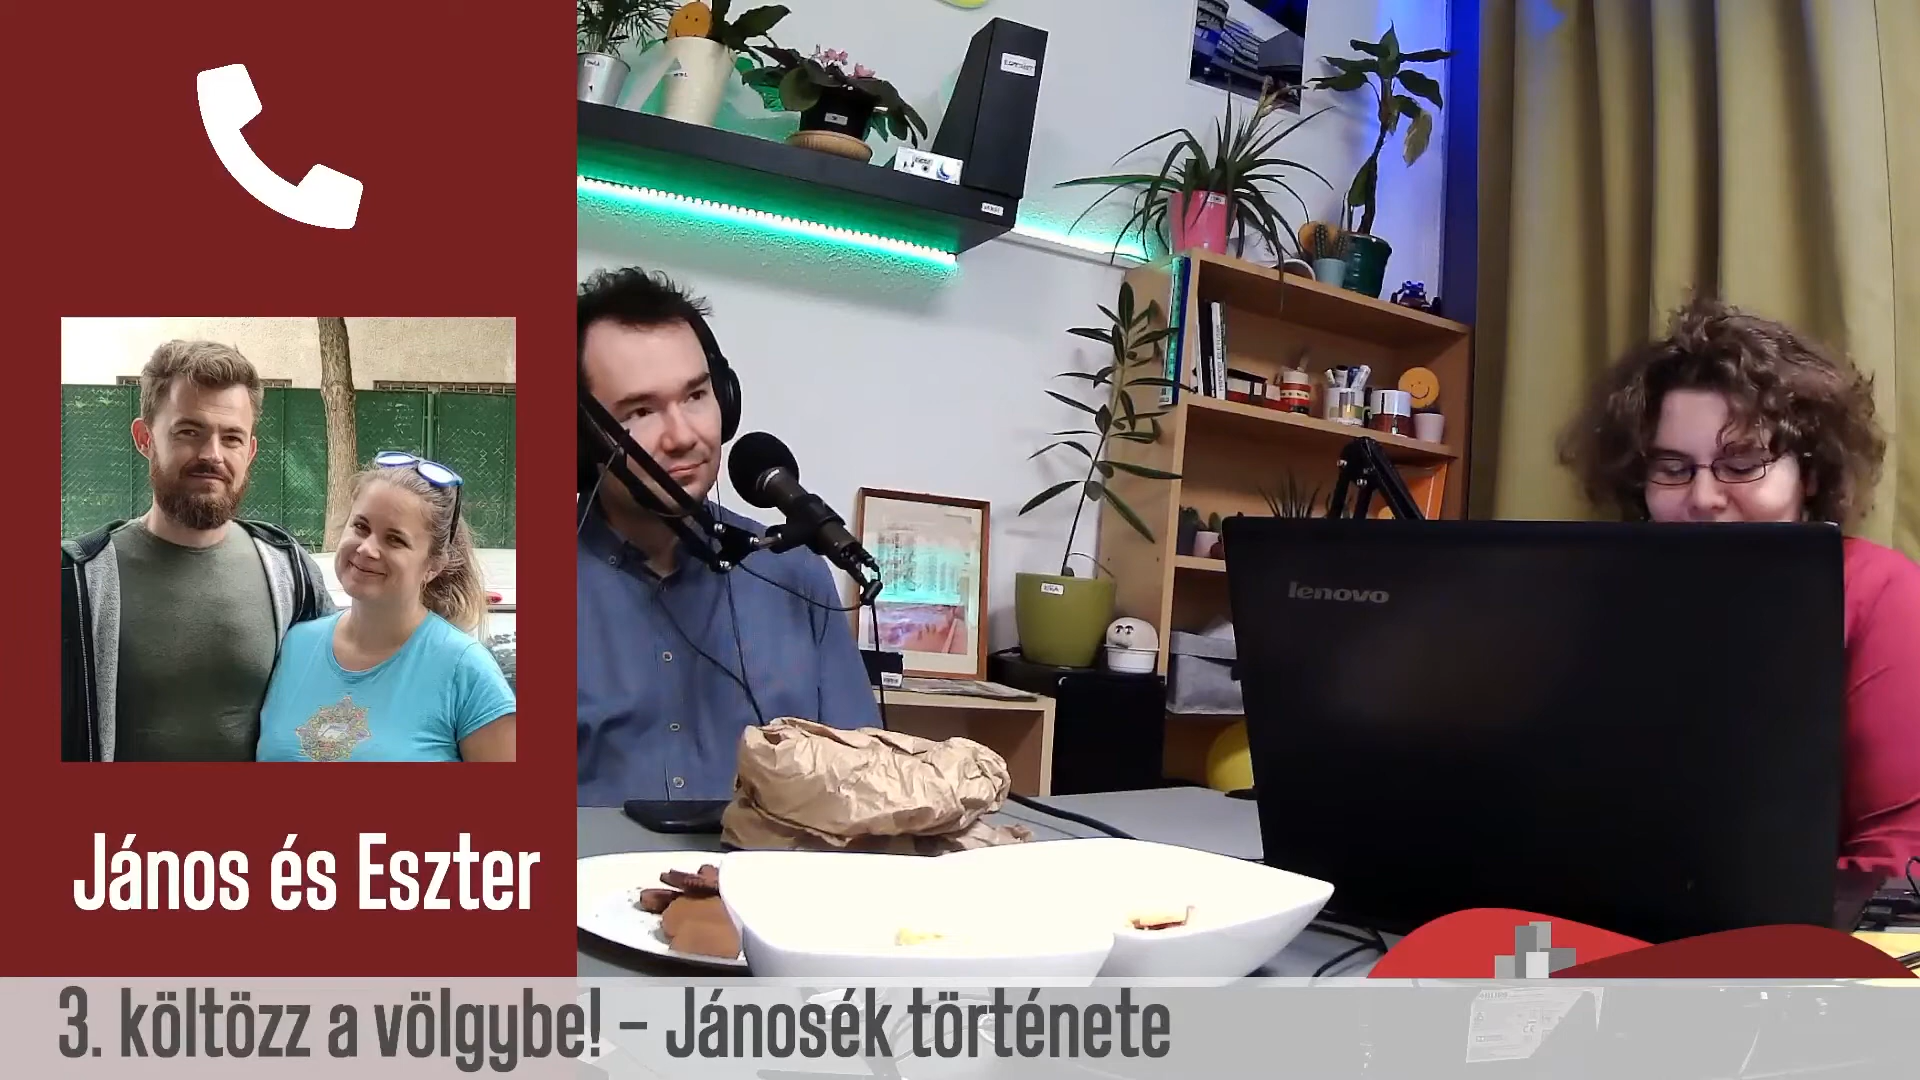 János és Eszter
lenovo
3. költözz a völgybe! – Jánosék története